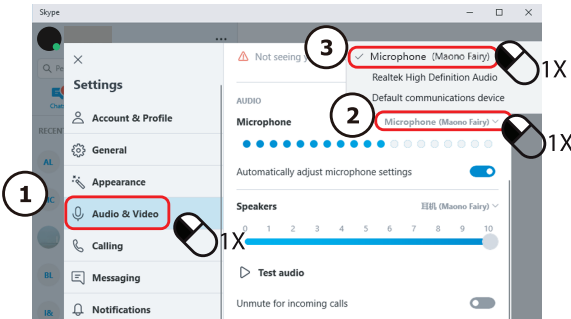 Skype
Not seeing y
3
Microphone (Maono Fairy)
1X
Realtek High Definition Audio
Default communications device
Settings
Q Pe
Chat
RECEN
AL
BL
I&
1
Account & Profile
General
Appearance
Audio & Video
1X
Calling
Messaging
Notifications
AUDIO
2
Microphone
Microphone (Maono Fairy)
1X
Automatically adjust microphone settings
Speakers
耳机 (Maono Fairy)
0 1 2 3 4 5 6 7 8 9 10
Test audio
Unmute for incoming calls